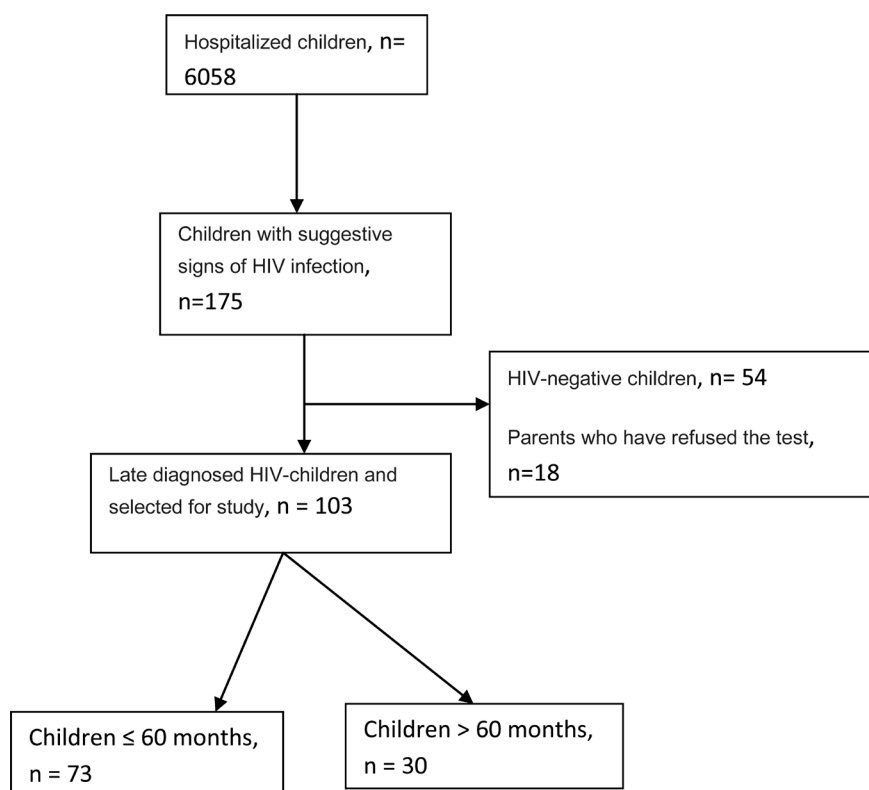 Hospitalized children, n=
6058
Children with suggestive
signs of HIV infection,
n=175
HIV-negative children, n= 54
Parents who have refused the test,
n=18
Late diagnosed HIV-children and
selected for study, n = 103
Children ≤ 60 months,
n = 73
Children > 60 months,
n = 30